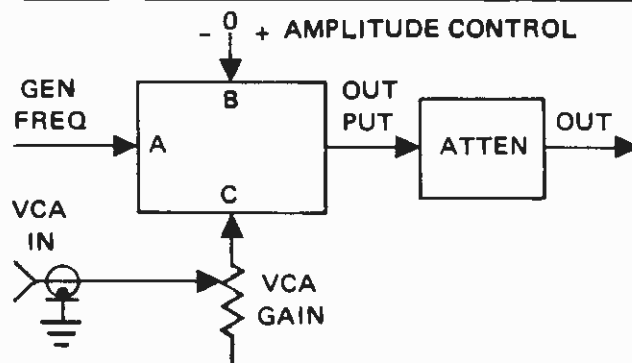 - 0 + AMPLITUDE CONTROL
GEN
FREQ
A
B
C
OUT
PUT
ATTEN
OUT
VCA
IN
VCA
GAIN